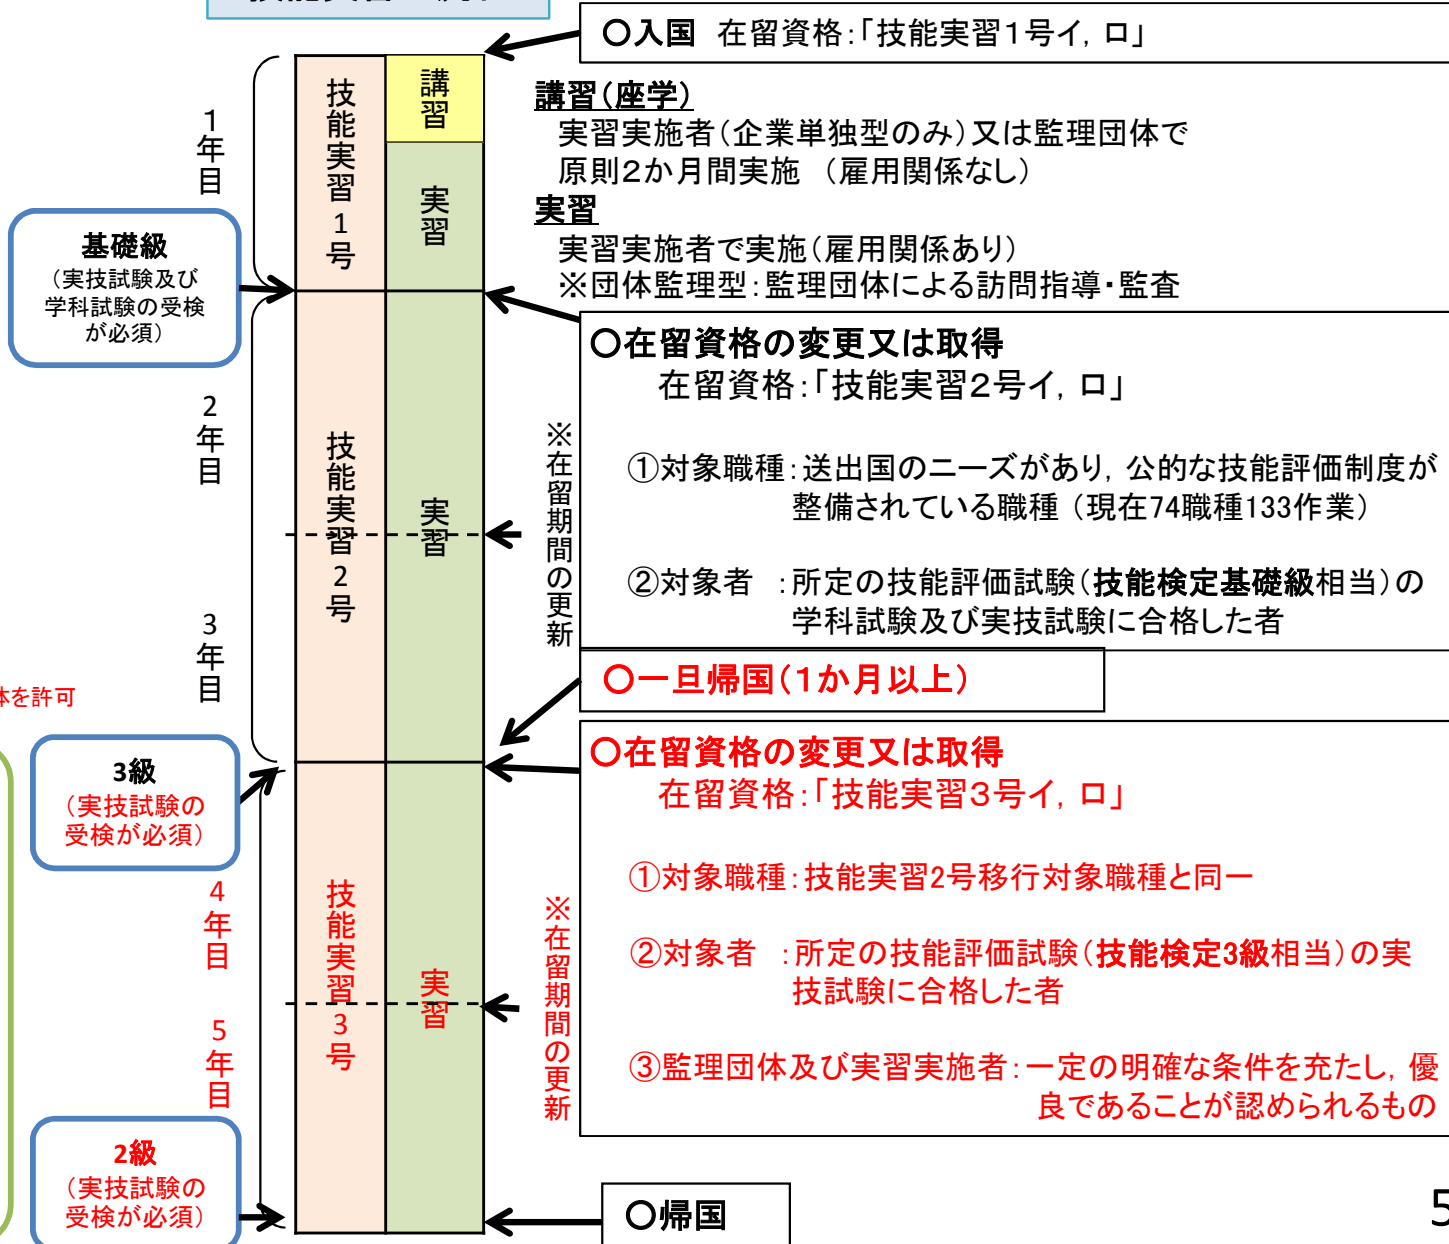 ○入国 在留資格:「技能実習1号イ, ロ」
講習(座学)
実習実施者(企業単独型のみ)又は監理団体で
原則2か月間実施 (雇用関係なし)
実習
実習実施者で実施(雇用関係あり)
※団体監理型:監理団体による訪問指導・監査
技能実習1号
講習
実習
1年目
基礎級
(実技試験及び
学科試験の受検
が必須)
○在留資格の変更又は取得
在留資格:「技能実習2号イ, ロ」
①対象職種:送出国のニーズがあり, 公的な技能評価制度が
整備されている職種 (現在74職種133作業)
②対象者 :所定の技能評価試験(技能検定基礎級相当)の
学科試験及び実技試験に合格した者
2年目
3年目
技能実習2号
実習
※在留期間の更新
○一旦帰国(1か月以上)
体を許可
3級
(実技試験の
受検が必須)
○在留資格の変更又は取得
在留資格:「技能実習3号イ, ロ」
①対象職種:技能実習2号移行対象職種と同一
②対象者 :所定の技能評価試験(技能検定3級相当)の実
技試験に合格した者
③監理団体及び実習実施者:一定の明確な条件を充たし, 優
良であることが認められるもの
4年目
5年目
技能実習3号
実習
※在留期間の更新
2級
(実技試験の
受検が必須)
○帰国
5